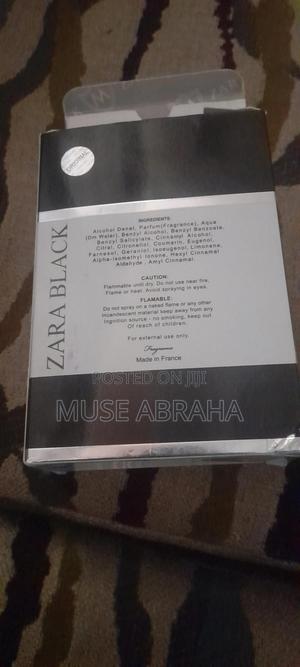 ORIGINAL
ZARA BLACK
INGREDIENTS:
Alcohol Denat, Parfum(Fragrance), Aqua
(Dm Water), Benzyl Alcohol, Benzyl Benzoate,
Benzyl Salicylate, Cinnamyl Alcohol,
Citral, Citronellol, Coumarin, Eugenol,
Farnesol, Geraniol, Isoeugenol, Limonene,
Alpha-Isomethyl Ionone, Hexyl Cinnamal
Aldehyde , Amyl Cinnamal
CAUTION:
Flammable until dry. Do not use near fire,
Flame or heat. Avoid sprayting in eyes.
FLAMABLE:
Do not spray on a naked flame or any other
incandescent material keep away from any
Ingnition source - no smoking, keep out
Of reach of children.
For external use only.
Fragrance
Made in France
POSTED ON JIJI
MUSE ABRAHA